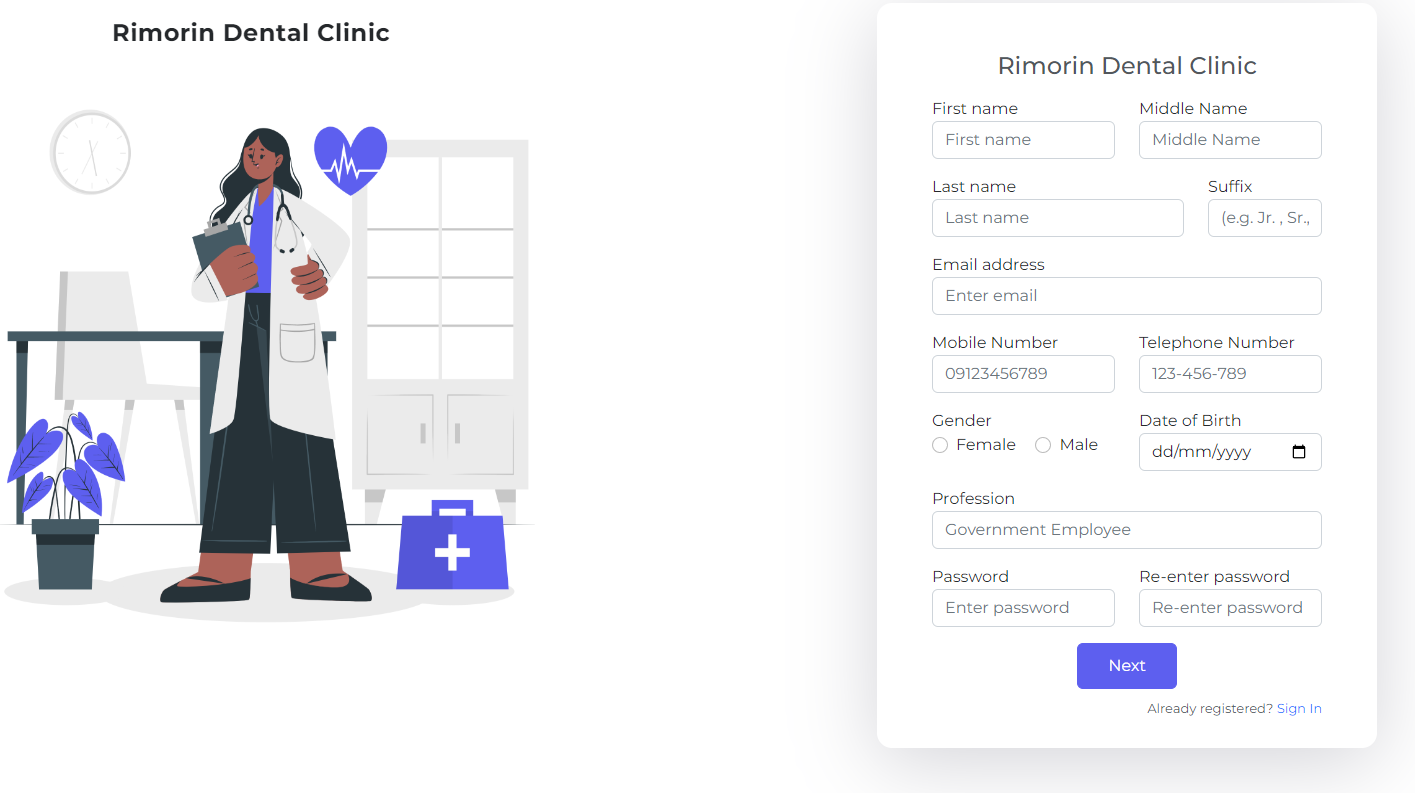 Rimorin Dental Clinic
Rimorin Dental Clinic
First name Middle Name
First name Middle Name
Last name Suffix
Last name (e.g. Jr. , Sr.,
Email address
Enter email
Mobile Number Telephone Number
09123456789 123-456-789
Gender Date of Birth
Female Male dd/mm/yyyy
Profession
Government Employee
Password Re-enter password
Enter password Re-enter password
Next
Already registered? Sign In